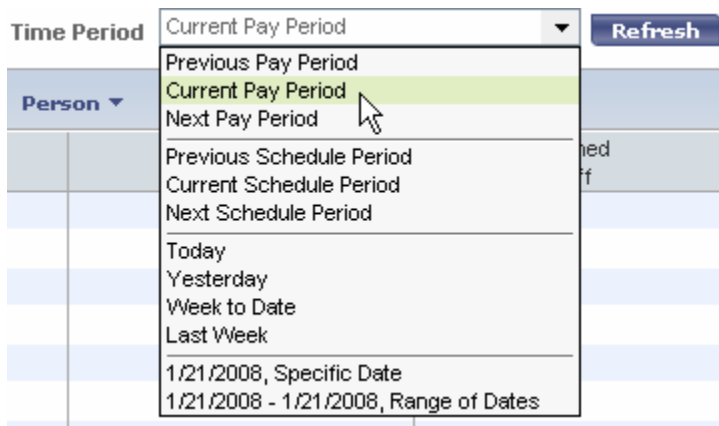 Time Period Current Pay Period Refresh
Previous Pay Period
Person Current Pay Period
Next Pay Period
Previous Schedule Period
Current Schedule Period
Next Schedule Period
Today
Yesterday
Week to Date
Last Week
1/21/2008, Specific Date
1/21/2008 - 1/21/2008, Range of Dates